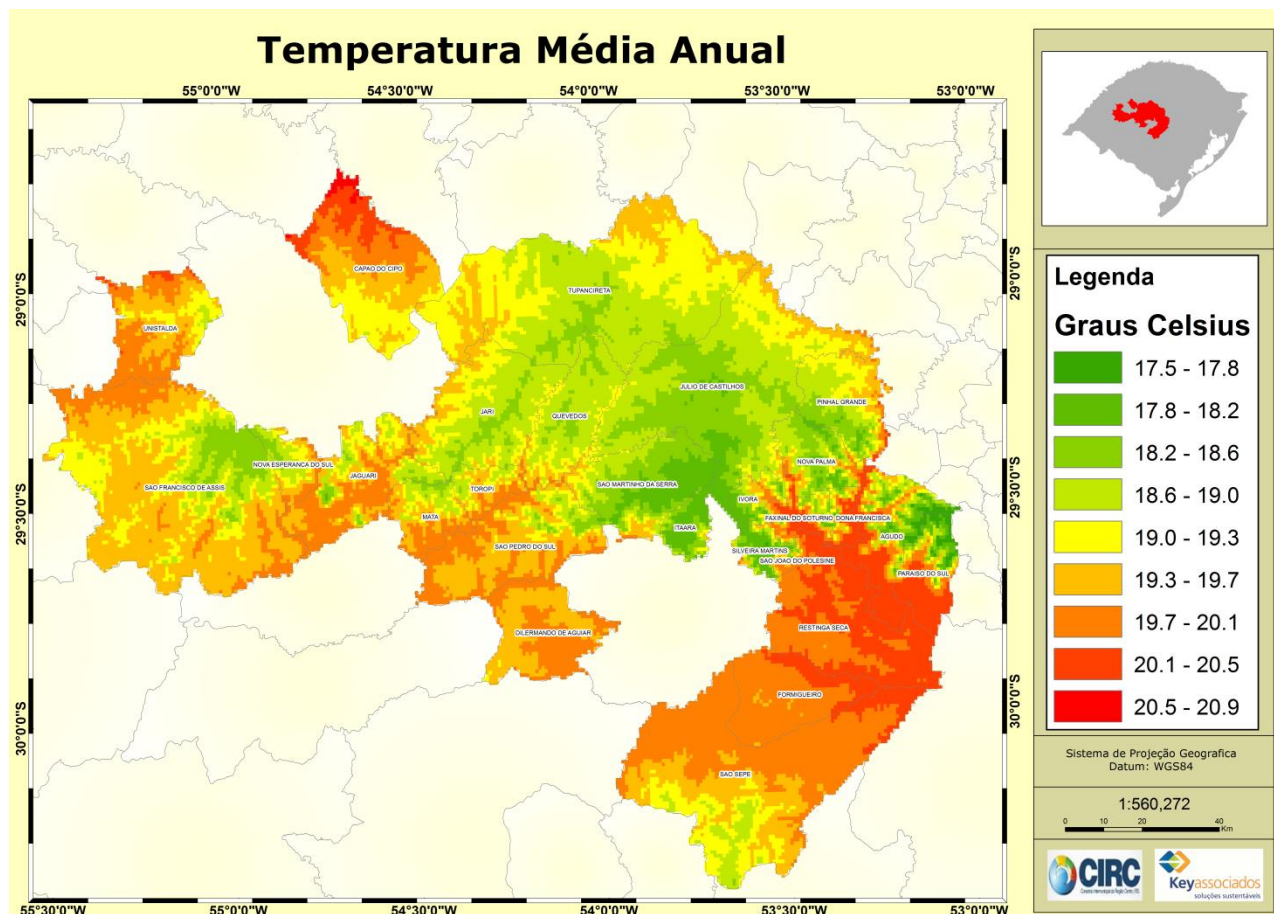 Temperatura Média Anual
55°0'0"W
54°30'0"W
54°0'0"W
53°30'0"W
53°0'0"W
29°0'0"S
29°30'0"S
30°0'0"S
29°0'0"S
29°30'0"S
30°0'0"S
CAPAO DO CIPO
TUPANCIRETA
UNISTALDA
JULIO DE CASTILHOS
PINHAL GRANDE
JARI
QUEVEDOS
NOVA ESPERANCA DO SUL
NOVA PALMA
JAGUARI
SAO FRANCISCO DE ASSIS
TOROPI
SAO MARTINHO DA SERRA
IVORA
MATA
FAXINAL DO SOTURNO
DONA FRANCISCA
ITAARA
AGUDO
SAO PEDRO DO SUL
SILVEIRA MARTINS
SAO JOAO DO POLESINE
PARAISO DO SUL
DILERMANDO DE AGUIAR
RESTINGA SECA
FORMIGUEIRO
SAO SEPE
55°30'0"W
55°0'0"W
54°30'0"W
54°0'0"W
53°30'0"W
53°0'0"W
Legenda
Graus Celsius
17.5 - 17.8
17.8 - 18.2
18.2 - 18.6
18.6 - 19.0
19.0 - 19.3
19.3 - 19.7
19.7 - 20.1
20.1 - 20.5
20.5 - 20.9
Sistema de Projeção Geografica
Datum: WGS84
1:560,272
0 10 20 40
Km
CIRC
Keyassociados
soluções sustentáveis